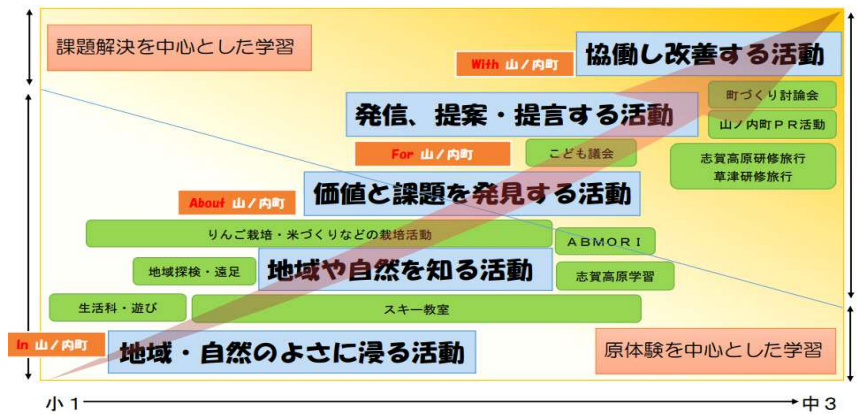 課題解決を中心とした学習
With 山ノ内町
協働し改善する活動
町づくり討論会
発信、提案・提言する活動
山ノ内町PR活動
For 山ノ内町
こども議会
志賀高原研修旅行
草津研修旅行
価値と課題を発見する活動
About 山ノ内町
りんご栽培・米づくりなどの栽培活動
ABMORI
地域探検・遠足
地域や自然を知る活動
志賀高原学習
生活科・遊び
スキー教室
In 山ノ内町
地域・自然のよさに浸る活動
原体験を中心とした学習
小1
中3